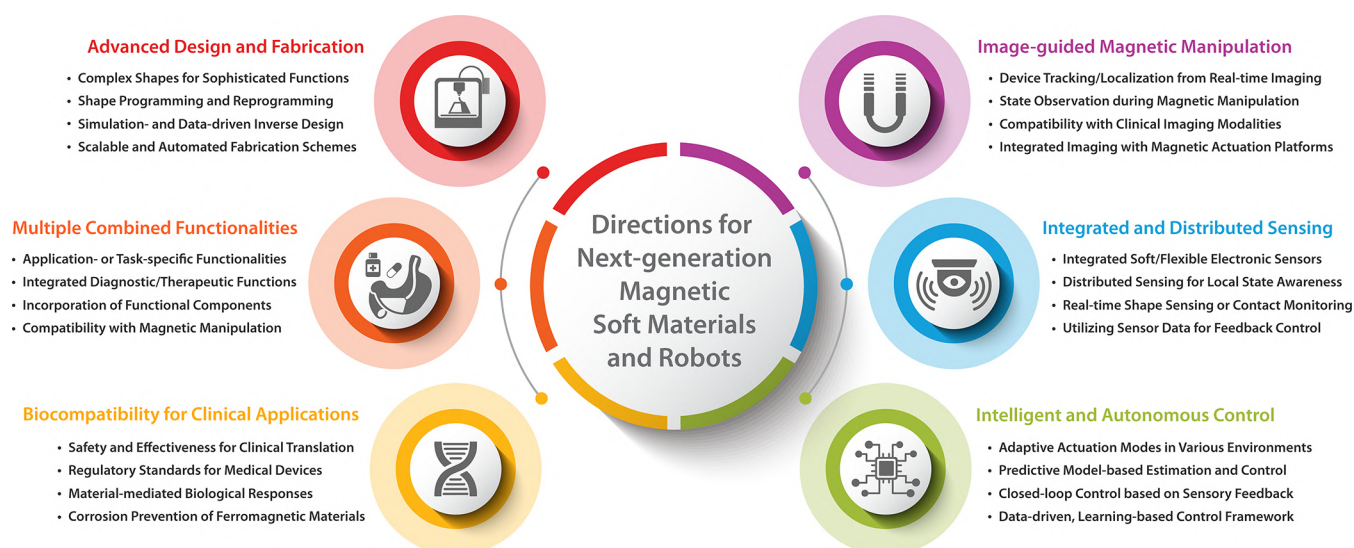 Advanced Design and Fabrication
• Complex Shapes for Sophisticated Functions
• Shape Programming and Reprogramming
• Simulation- and Data-driven Inverse Design
• Scalable and Automated Fabrication Schemes
Multiple Combined Functionalities
• Application- or Task-specific Functionalities
• Integrated Diagnostic/Therapeutic Functions
• Incorporation of Functional Components
• Compatibility with Magnetic Manipulation
Biocompatibility for Clinical Applications
• Safety and Effectiveness for Clinical Translation
• Regulatory Standards for Medical Devices
• Material-mediated Biological Responses
• Corrosion Prevention of Ferromagnetic Materials
Directions for
Next-generation
Magnetic
Soft Materials
and Robots
Image-guided Magnetic Manipulation
• Device Tracking/Localization from Real-time Imaging
• State Observation during Magnetic Manipulation
• Compatibility with Clinical Imaging Modalities
• Integrated Imaging with Magnetic Actuation Platforms
Integrated and Distributed Sensing
• Integrated Soft/Flexible Electronic Sensors
• Distributed Sensing for Local State Awareness
• Real-time Shape Sensing or Contact Monitoring
• Utilizing Sensor Data for Feedback Control
Intelligent and Autonomous Control
• Adaptive Actuation Modes in Various Environments
• Predictive Model-based Estimation and Control
• Closed-loop Control based on Sensory Feedback
• Data-driven, Learning-based Control Framework